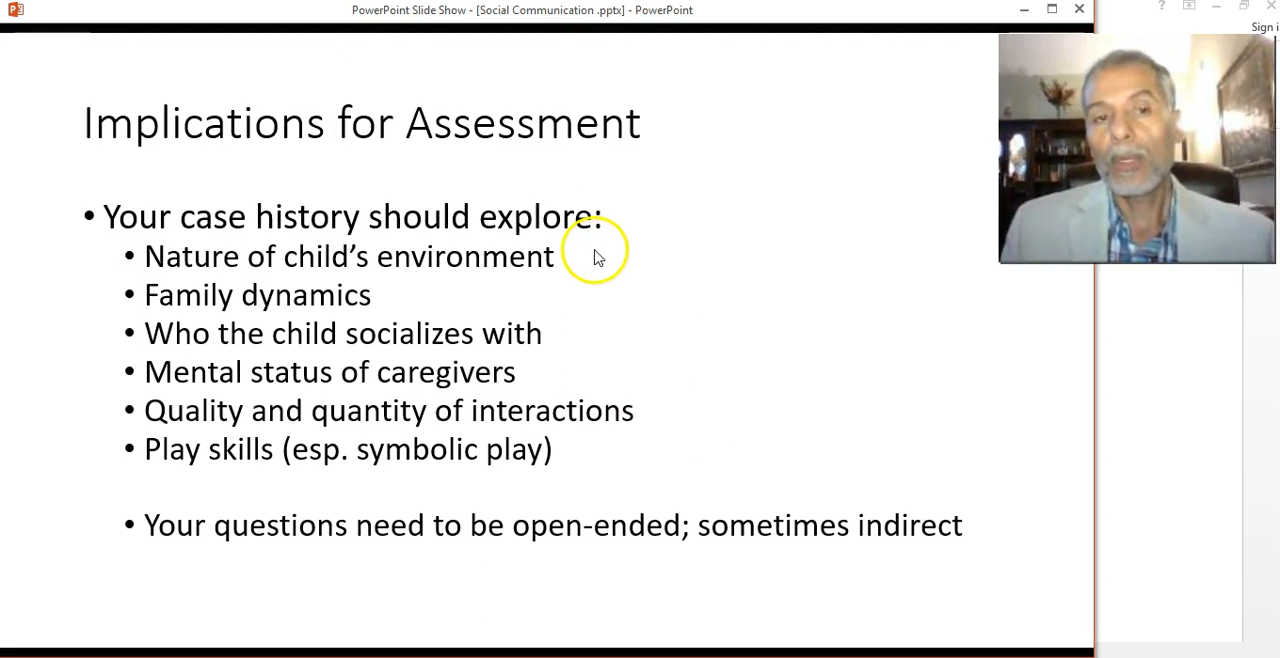 PowerPoint Slide Show - [Social Communication .pptx] - PowerPoint
Sign i
Implications for Assessment
• Your case history should explore:
• Nature of child’s environment
• Family dynamics
• Who the child socializes with
• Mental status of caregivers
• Quality and quantity of interactions
• Play skills (esp. symbolic play)
• Your questions need to be open-ended; sometimes indirect